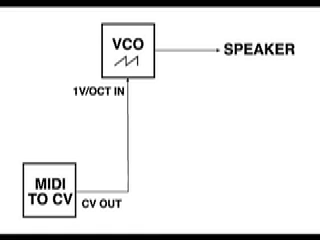 VCO
SPEAKER
1V/OCT IN
MIDI
TO CV
CV OUT